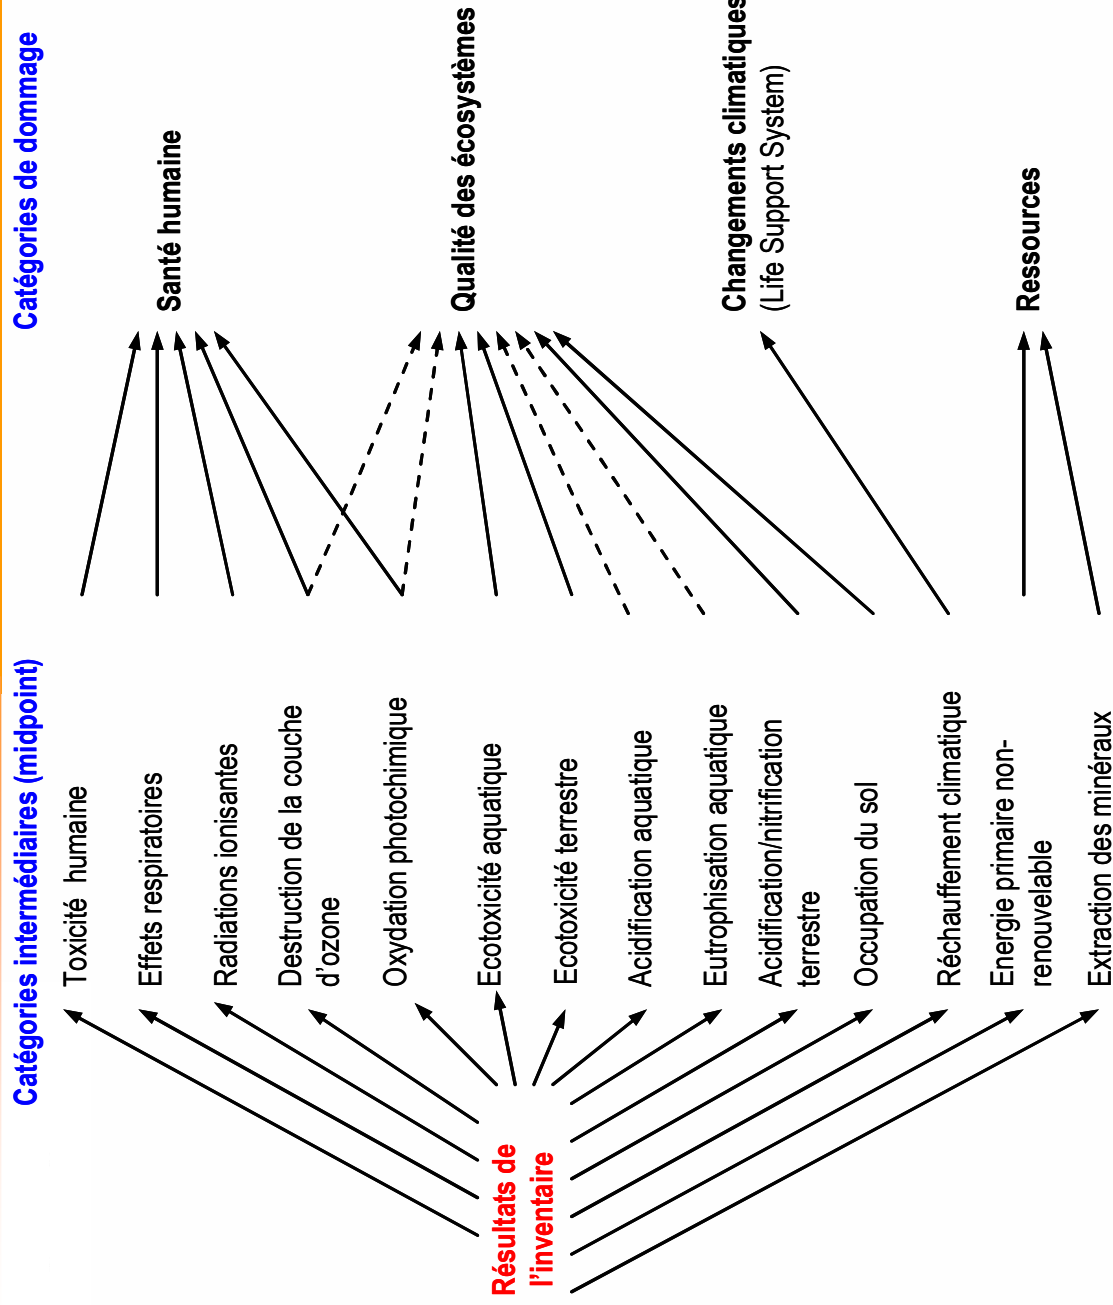 Catégories intermédiaires (midpoint)
Catégories de dommage
Résultats de
l'inventaire
Toxicité humaine
Effets respiratoires
Radiations ionisantes
Destruction de la couche
d'ozone
Oxydation photochimique
Ecotoxicité aquatique
Ecotoxicité terrestre
Acidification aquatique
Eutrophisation aquatique
Acidification/nitrification
terrestre
Occupation du sol
Réchauffement climatique
Energie primaire non-
renouvelable
Extraction des minéraux
Santé humaine
Qualité des écosystèmes
Changements climatiques
(Life Support System)
Ressources